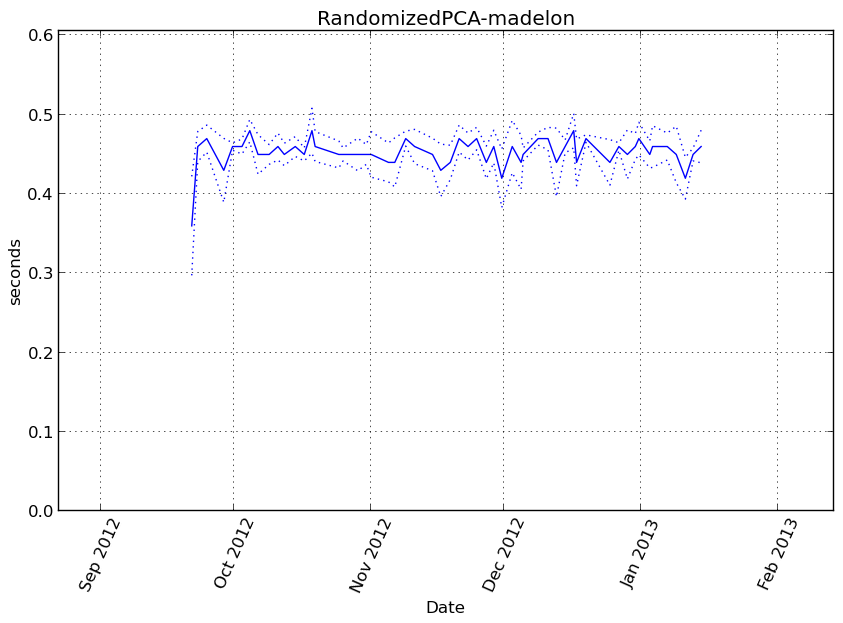 RandomizedPCA-madelon
0.6
0.5
0.4
0.3
0.2
0.1
0.0
seconds
Sep 2012
Oct 2012
Nov 2012
Dec 2012
Jan 2013
Feb 2013
Date